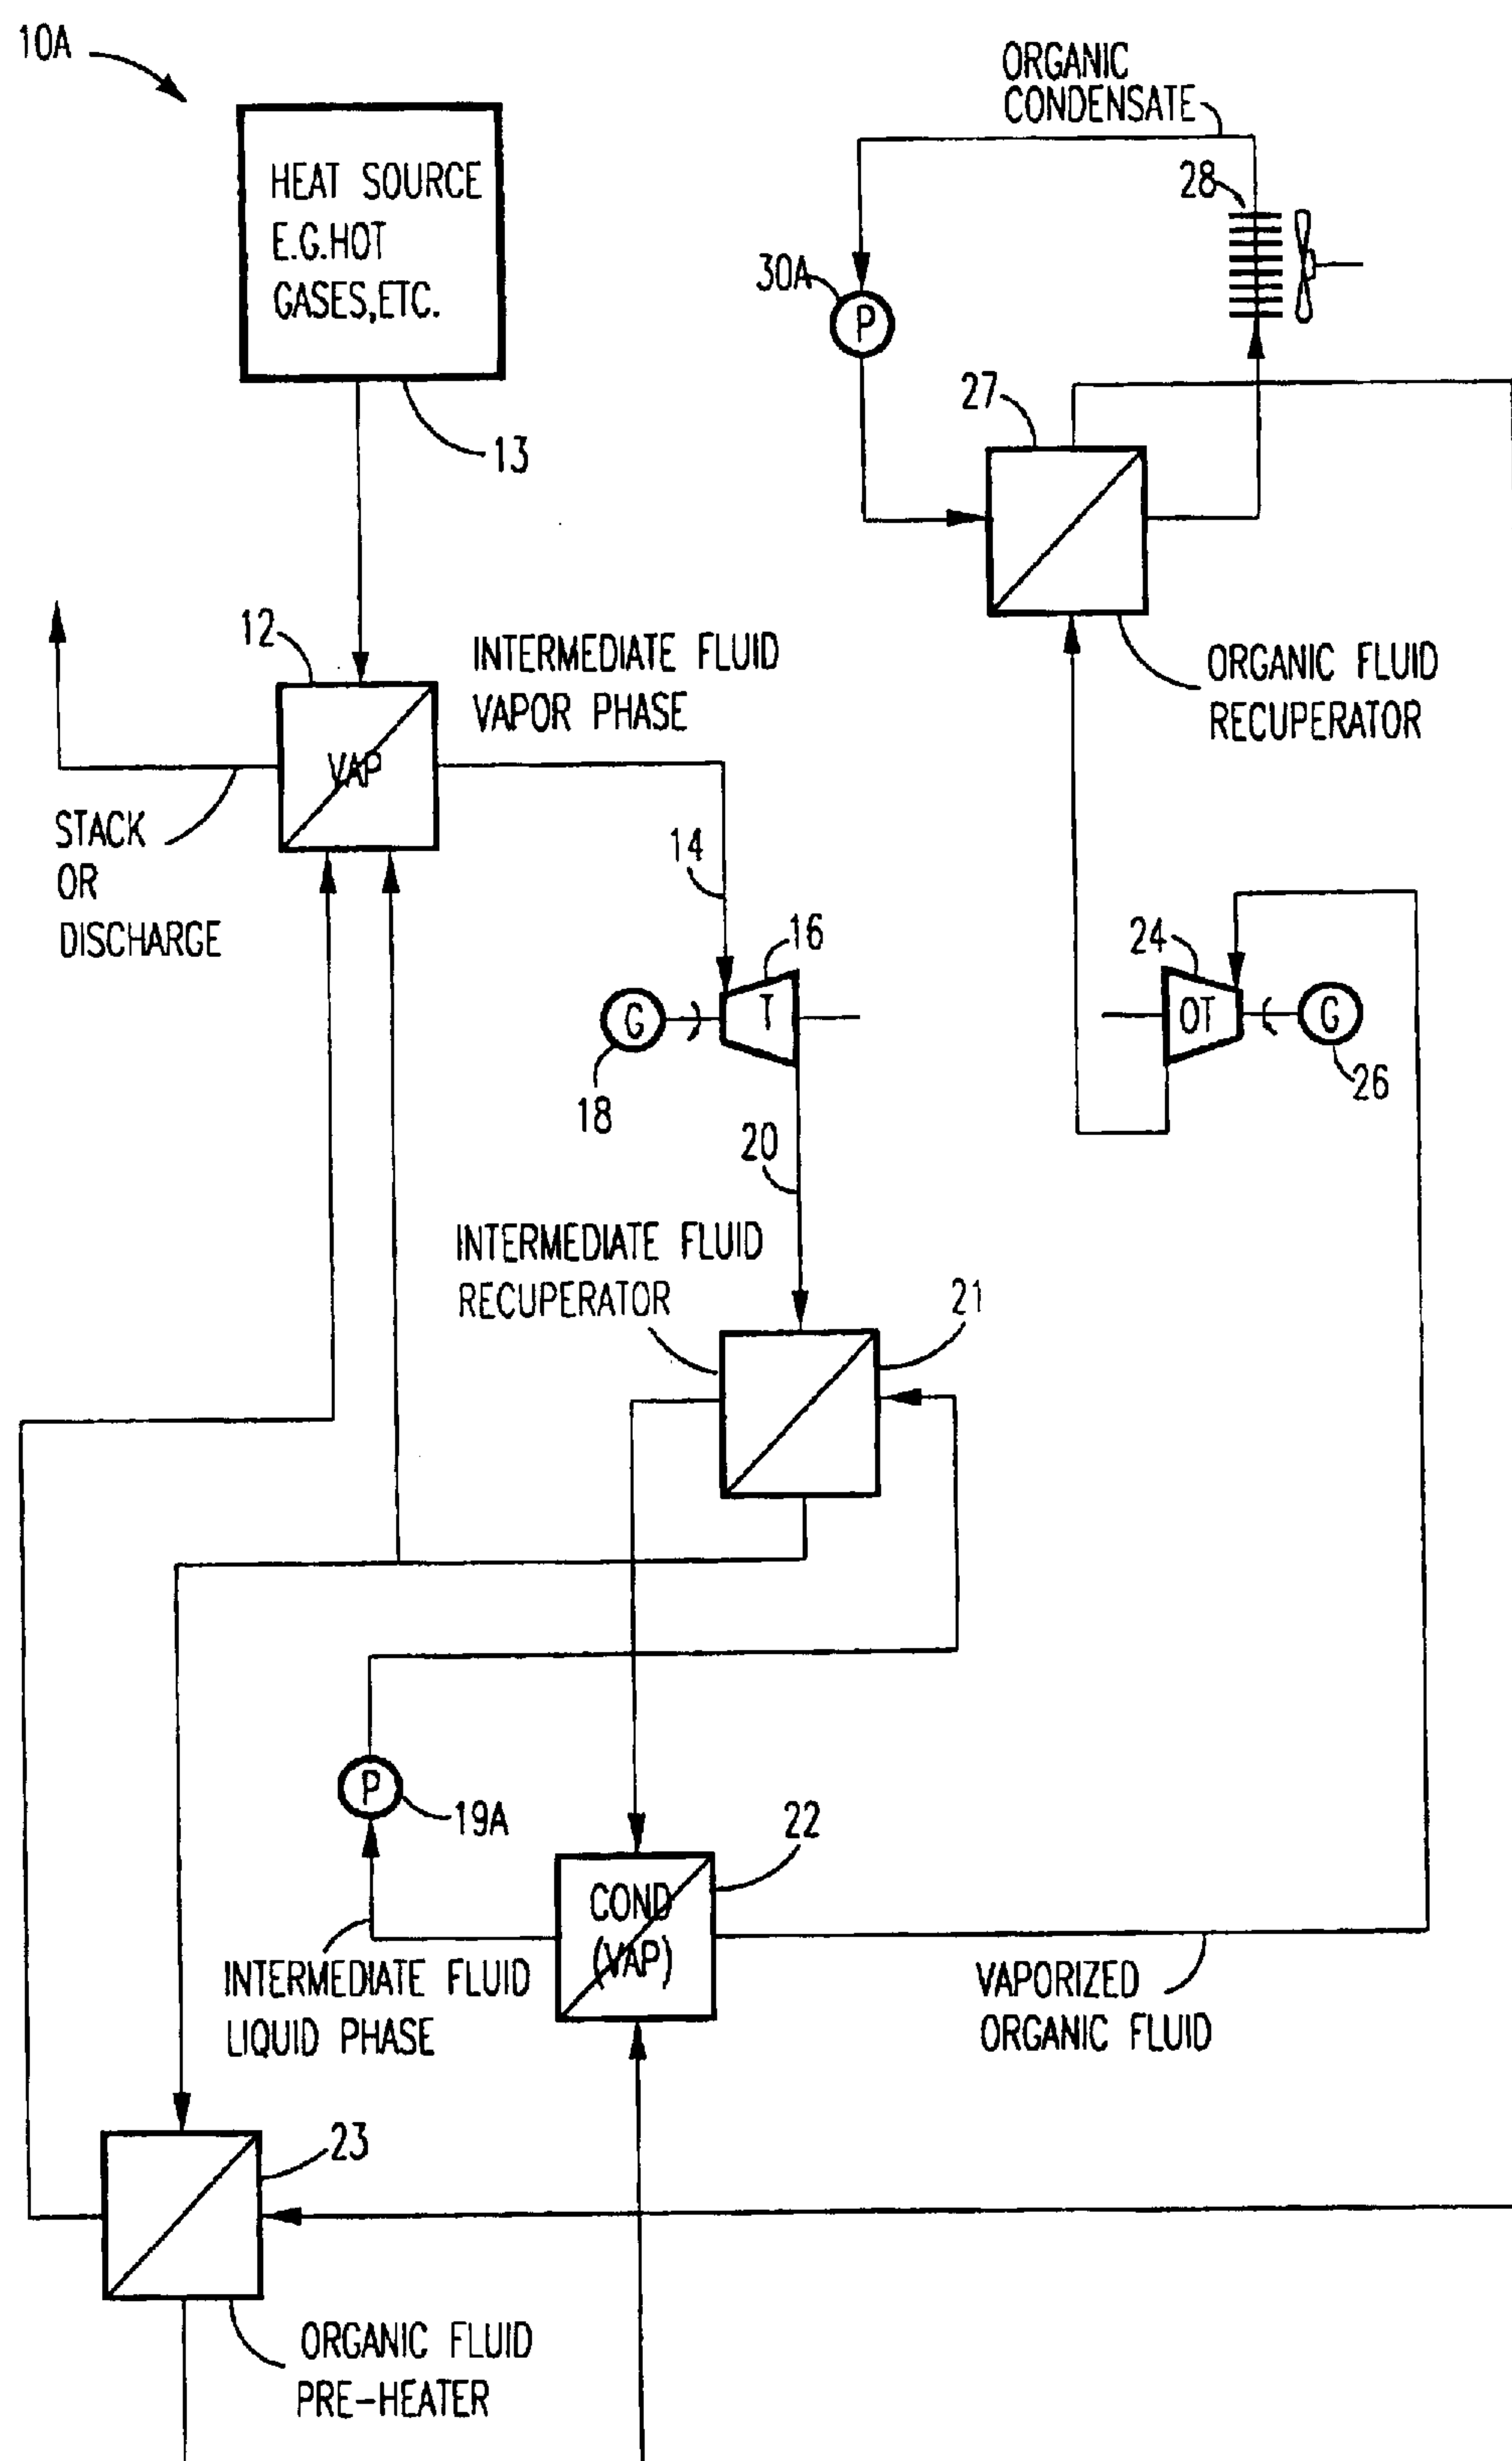 10A
HEAT SOURCE
E.G.HOT
GASES,ETC.
13
ORGANIC
CONDENSATE
28
30A
P
27
ORGANIC FLUID
RECUPERATOR
12
VAP
INTERMEDIATE FLUID
VAPOR PHASE
STACK
OR
DISCHARGE
14
16
T
G
18
20
24
OT
G
26
INTERMEDIATE FLUID
RECUPERATOR
21
P
19A
22
COND
(VAP)
INTERMEDIATE FLUID
LIQUID PHASE
VAPORIZED
ORGANIC FLUID
23
ORGANIC FLUID
PRE-HEATER